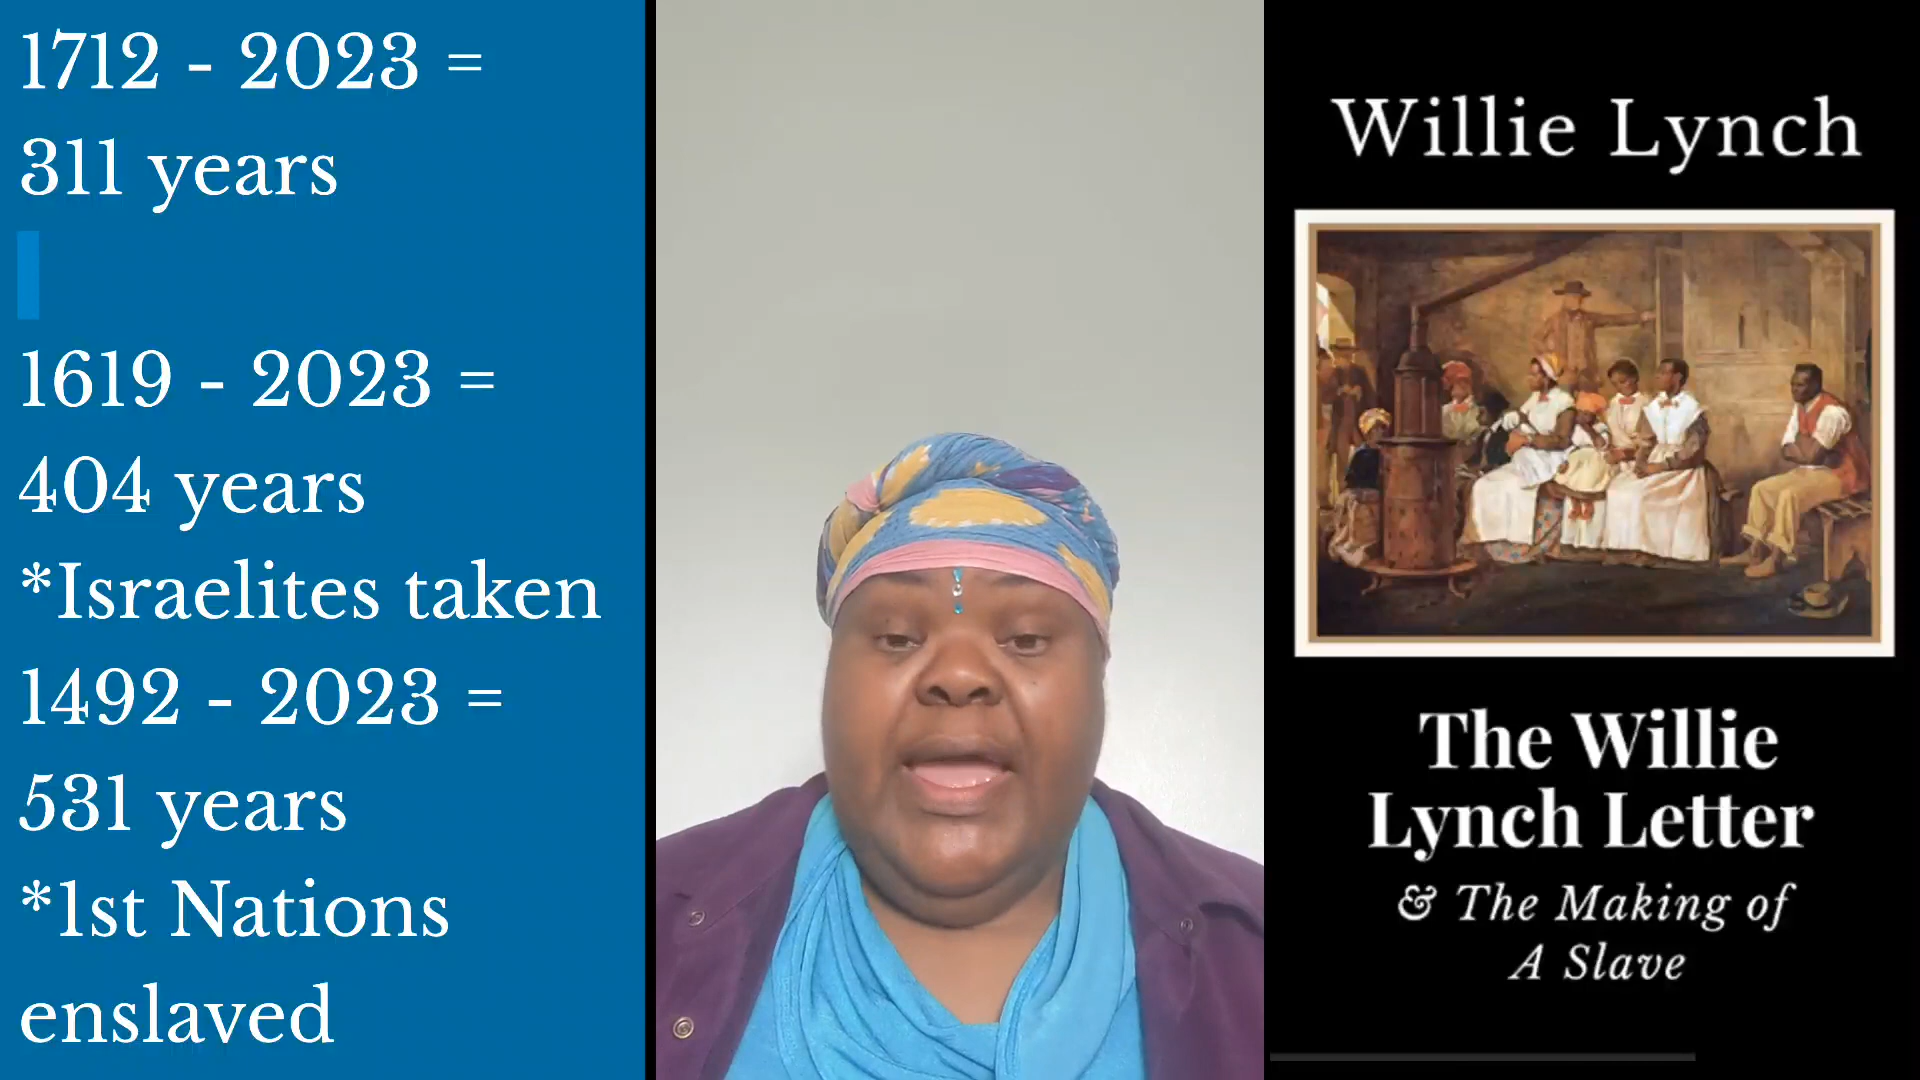 1712 - 2023 =
311 years
1619 - 2023 =
404 years
*Israelites taken
1492 - 2023 =
531 years
*1st Nations
enslaved
Willie Lynch
The Willie
Lynch Letter
& The Making of
A Slave